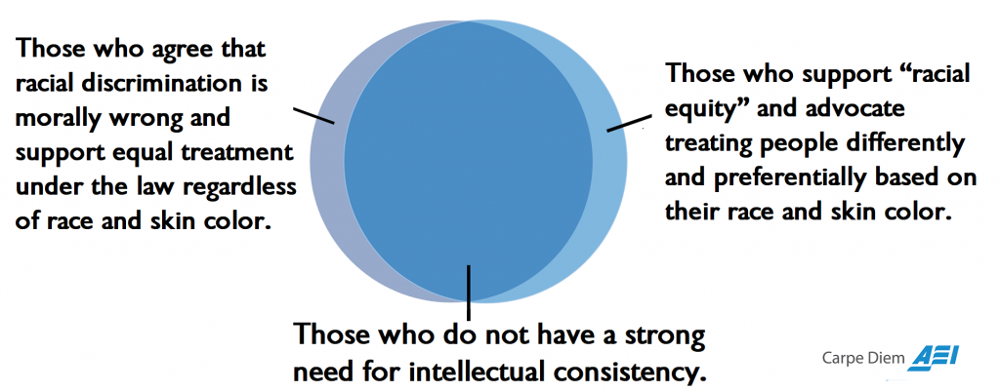 Those who agree that
racial discrimination is
morally wrong and
support equal treatment
under the law regardless
of race and skin color.
Those who support “racial
equity” and advocate
treating people differently
and preferentially based on
their race and skin color.
Those who do not have a strong
need for intellectual consistency.
Carpe Diem AEI